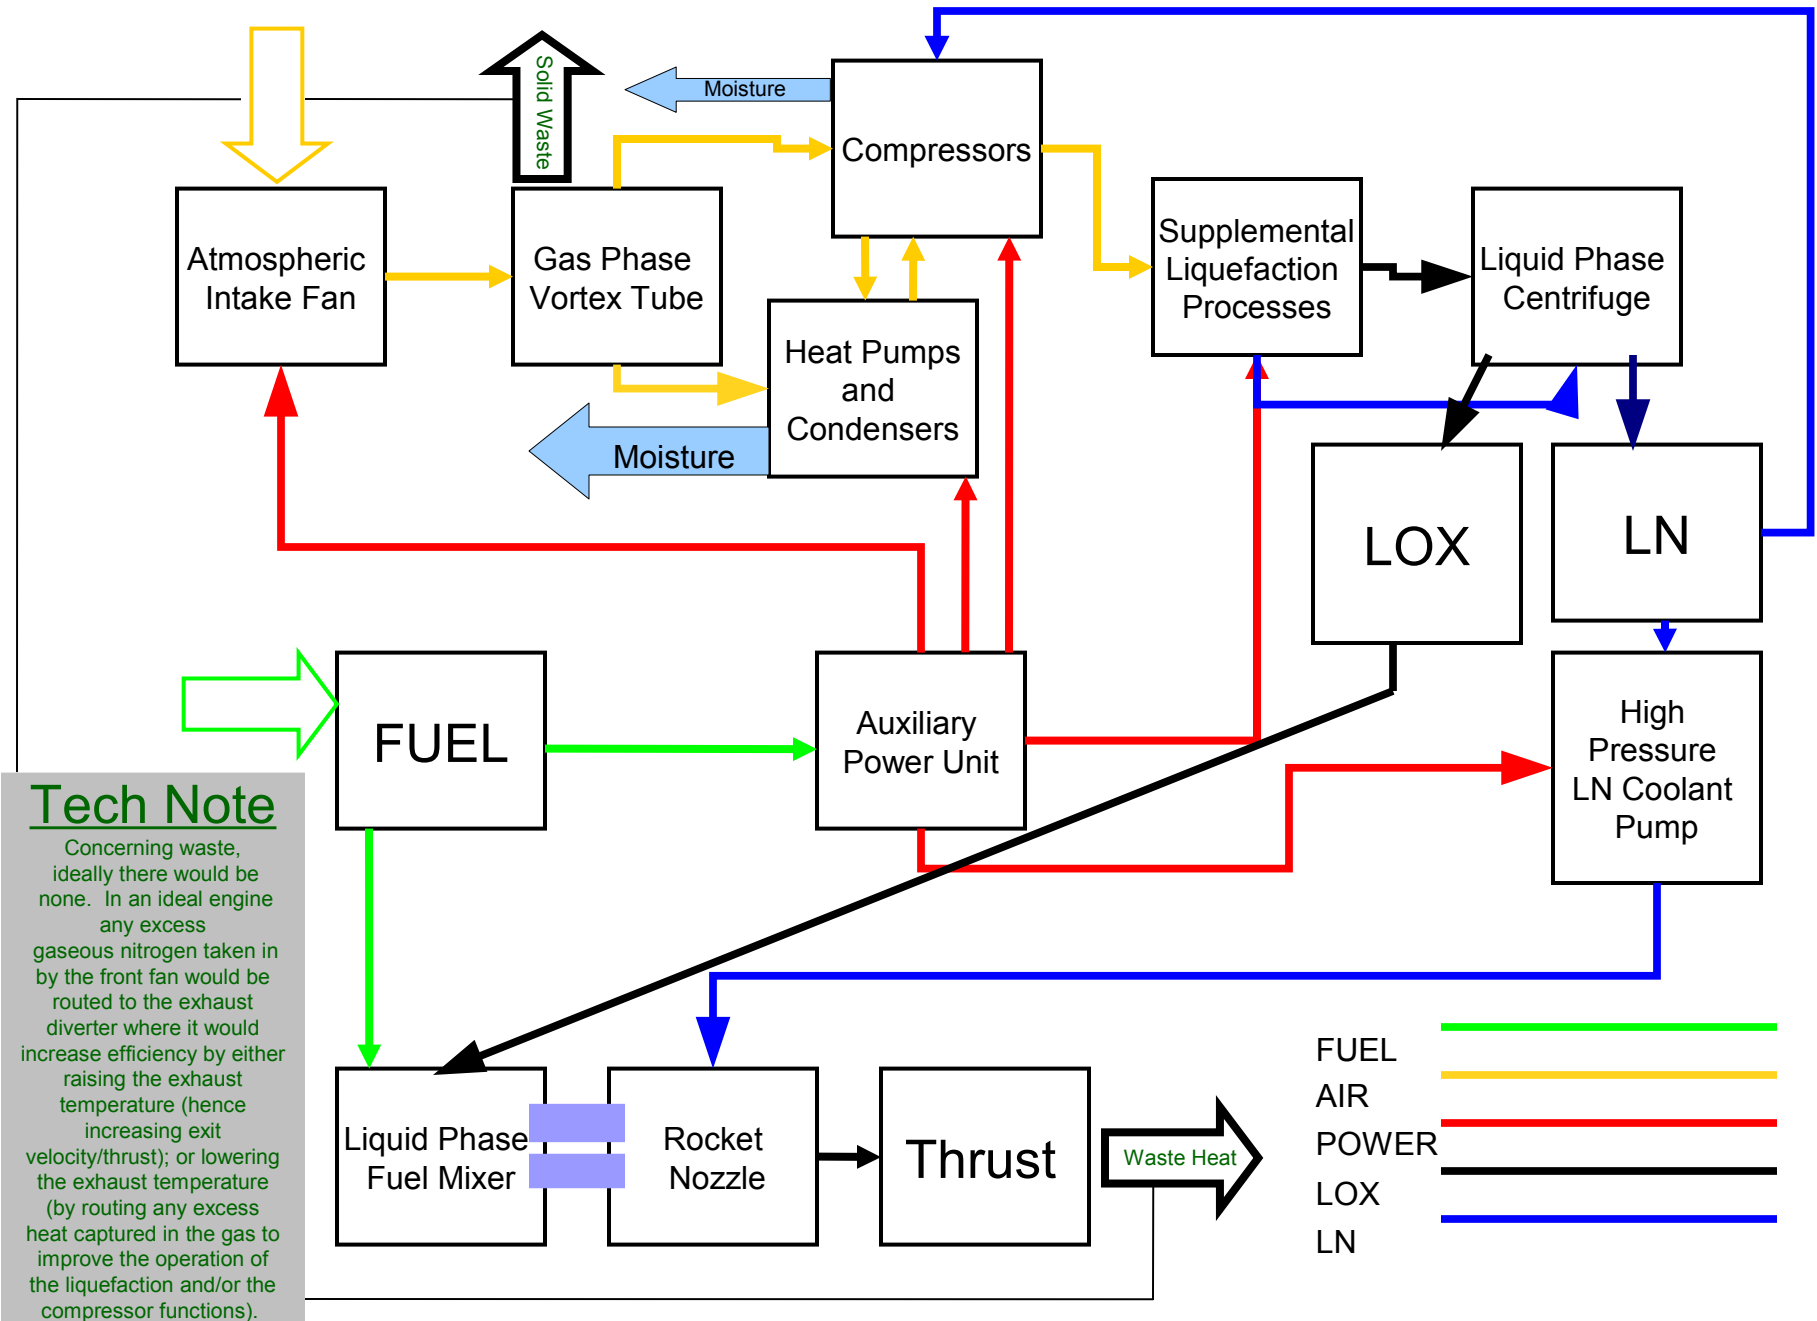 Solid Waste
Moisture
Compressors
Atmospheric
Intake Fan
Gas Phase
Vortex Tube
Supplemental
Liquefaction
Processes
Liquid Phase
Centrifuge
Heat Pumps
and
Condensers
Moisture
LOX
LN
FUEL
Auxiliary
Power Unit
High
Pressure
LN Coolant
Pump
Tech Note
Concerning waste,
ideally there would be
none.  In an ideal engine
any excess
gaseous nitrogen taken in
by the front fan would be
routed to the exhaust
diverter where it would
increase efficiency by either
raising the exhaust
temperature (hence
increasing exit
velocity/thrust); or lowering
the exhaust temperature
(by routing any excess
heat captured in the gas to
improve the operation of
the liquefaction and/or the
compressor functions).
Liquid Phase
Fuel Mixer
Rocket
Nozzle
Thrust
Waste Heat
FUEL
AIR
POWER
LOX
LN